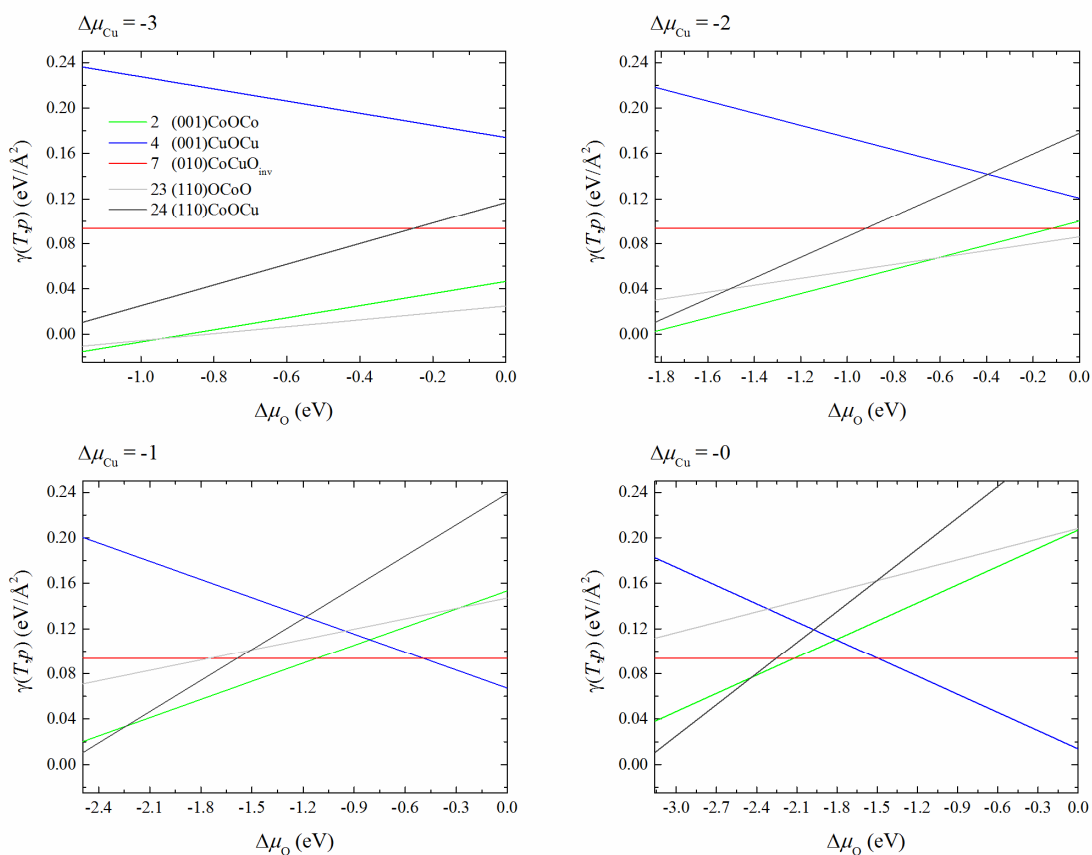 Δμ_Cu = -3
0.24
0.20
0.16
0.12
0.08
0.04
0.00
γ(T,p) (eV/Å²)
2 (001)CoOCo
4 (001)CuOCu
7 (010)CoCuO_inv
23 (110)OCoO
24 (110)CoOCu
-1.0 -0.8 -0.6 -0.4 -0.2 0.0
Δμ_O (eV)
Δμ_Cu = -2
0.24
0.20
0.16
0.12
0.08
0.04
0.00
γ(T,p) (eV/Å²)
-1.8 -1.6 -1.4 -1.2 -1.0 -0.8 -0.6 -0.4 -0.2 0.0
Δμ_O (eV)
Δμ_Cu = -1
0.24
0.20
0.16
0.12
0.08
0.04
0.00
γ(T,p) (eV/Å²)
-2.4 -2.1 -1.8 -1.5 -1.2 -0.9 -0.6 -0.3 0.0
Δμ_O (eV)
Δμ_Cu = -0
0.24
0.20
0.16
0.12
0.08
0.04
0.00
γ(T,p) (eV/Å²)
-3.0 -2.7 -2.4 -2.1 -1.8 -1.5 -1.2 -0.9 -0.6 -0.3 0.0
Δμ_O (eV)